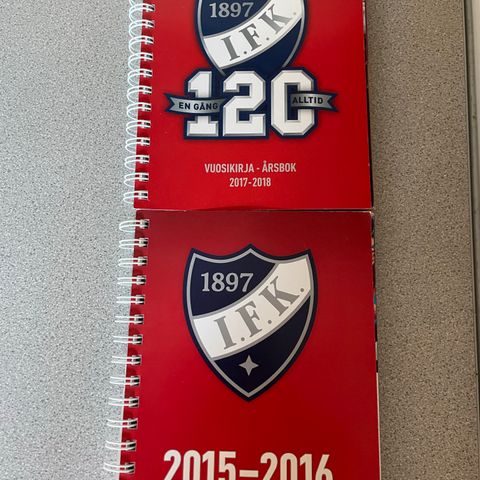 1897
I.F.K.
120
EN GÅNG
ALLTID
VUOSIKIRJA - ÅRSBOK
2017-2018
1897
I.F.K.
2015–2016